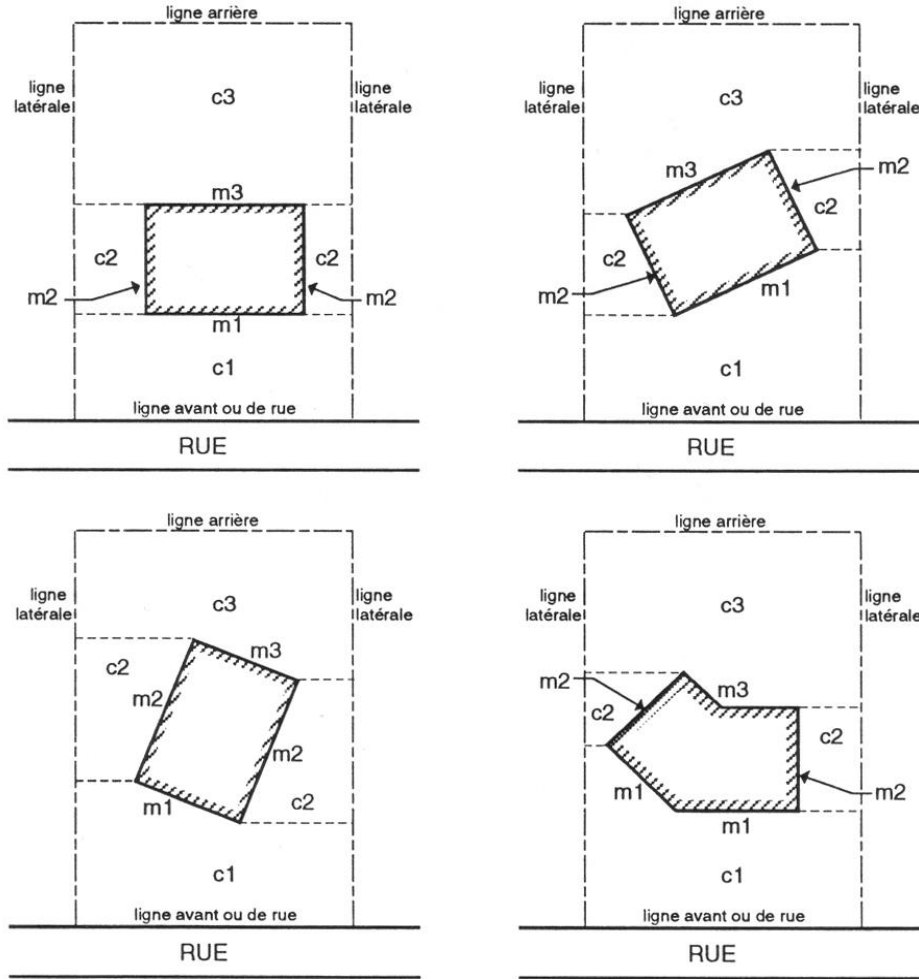 ligne arrière
ligne latérale
ligne latérale
c3
m3
c2
c2
m2
m2
m1
c1
ligne avant ou de rue
RUE
ligne arrière
ligne latérale
ligne latérale
c3
m3
m2
c2
c2
m2
m1
c1
ligne avant ou de rue
RUE
ligne arrière
ligne latérale
ligne latérale
c3
m3
c2
m2
m2
m1
c2
c1
ligne avant ou de rue
RUE
ligne arrière
ligne latérale
ligne latérale
c3
m2
m3
c2
c2
m1
m2
m1
c1
ligne avant ou de rue
RUE